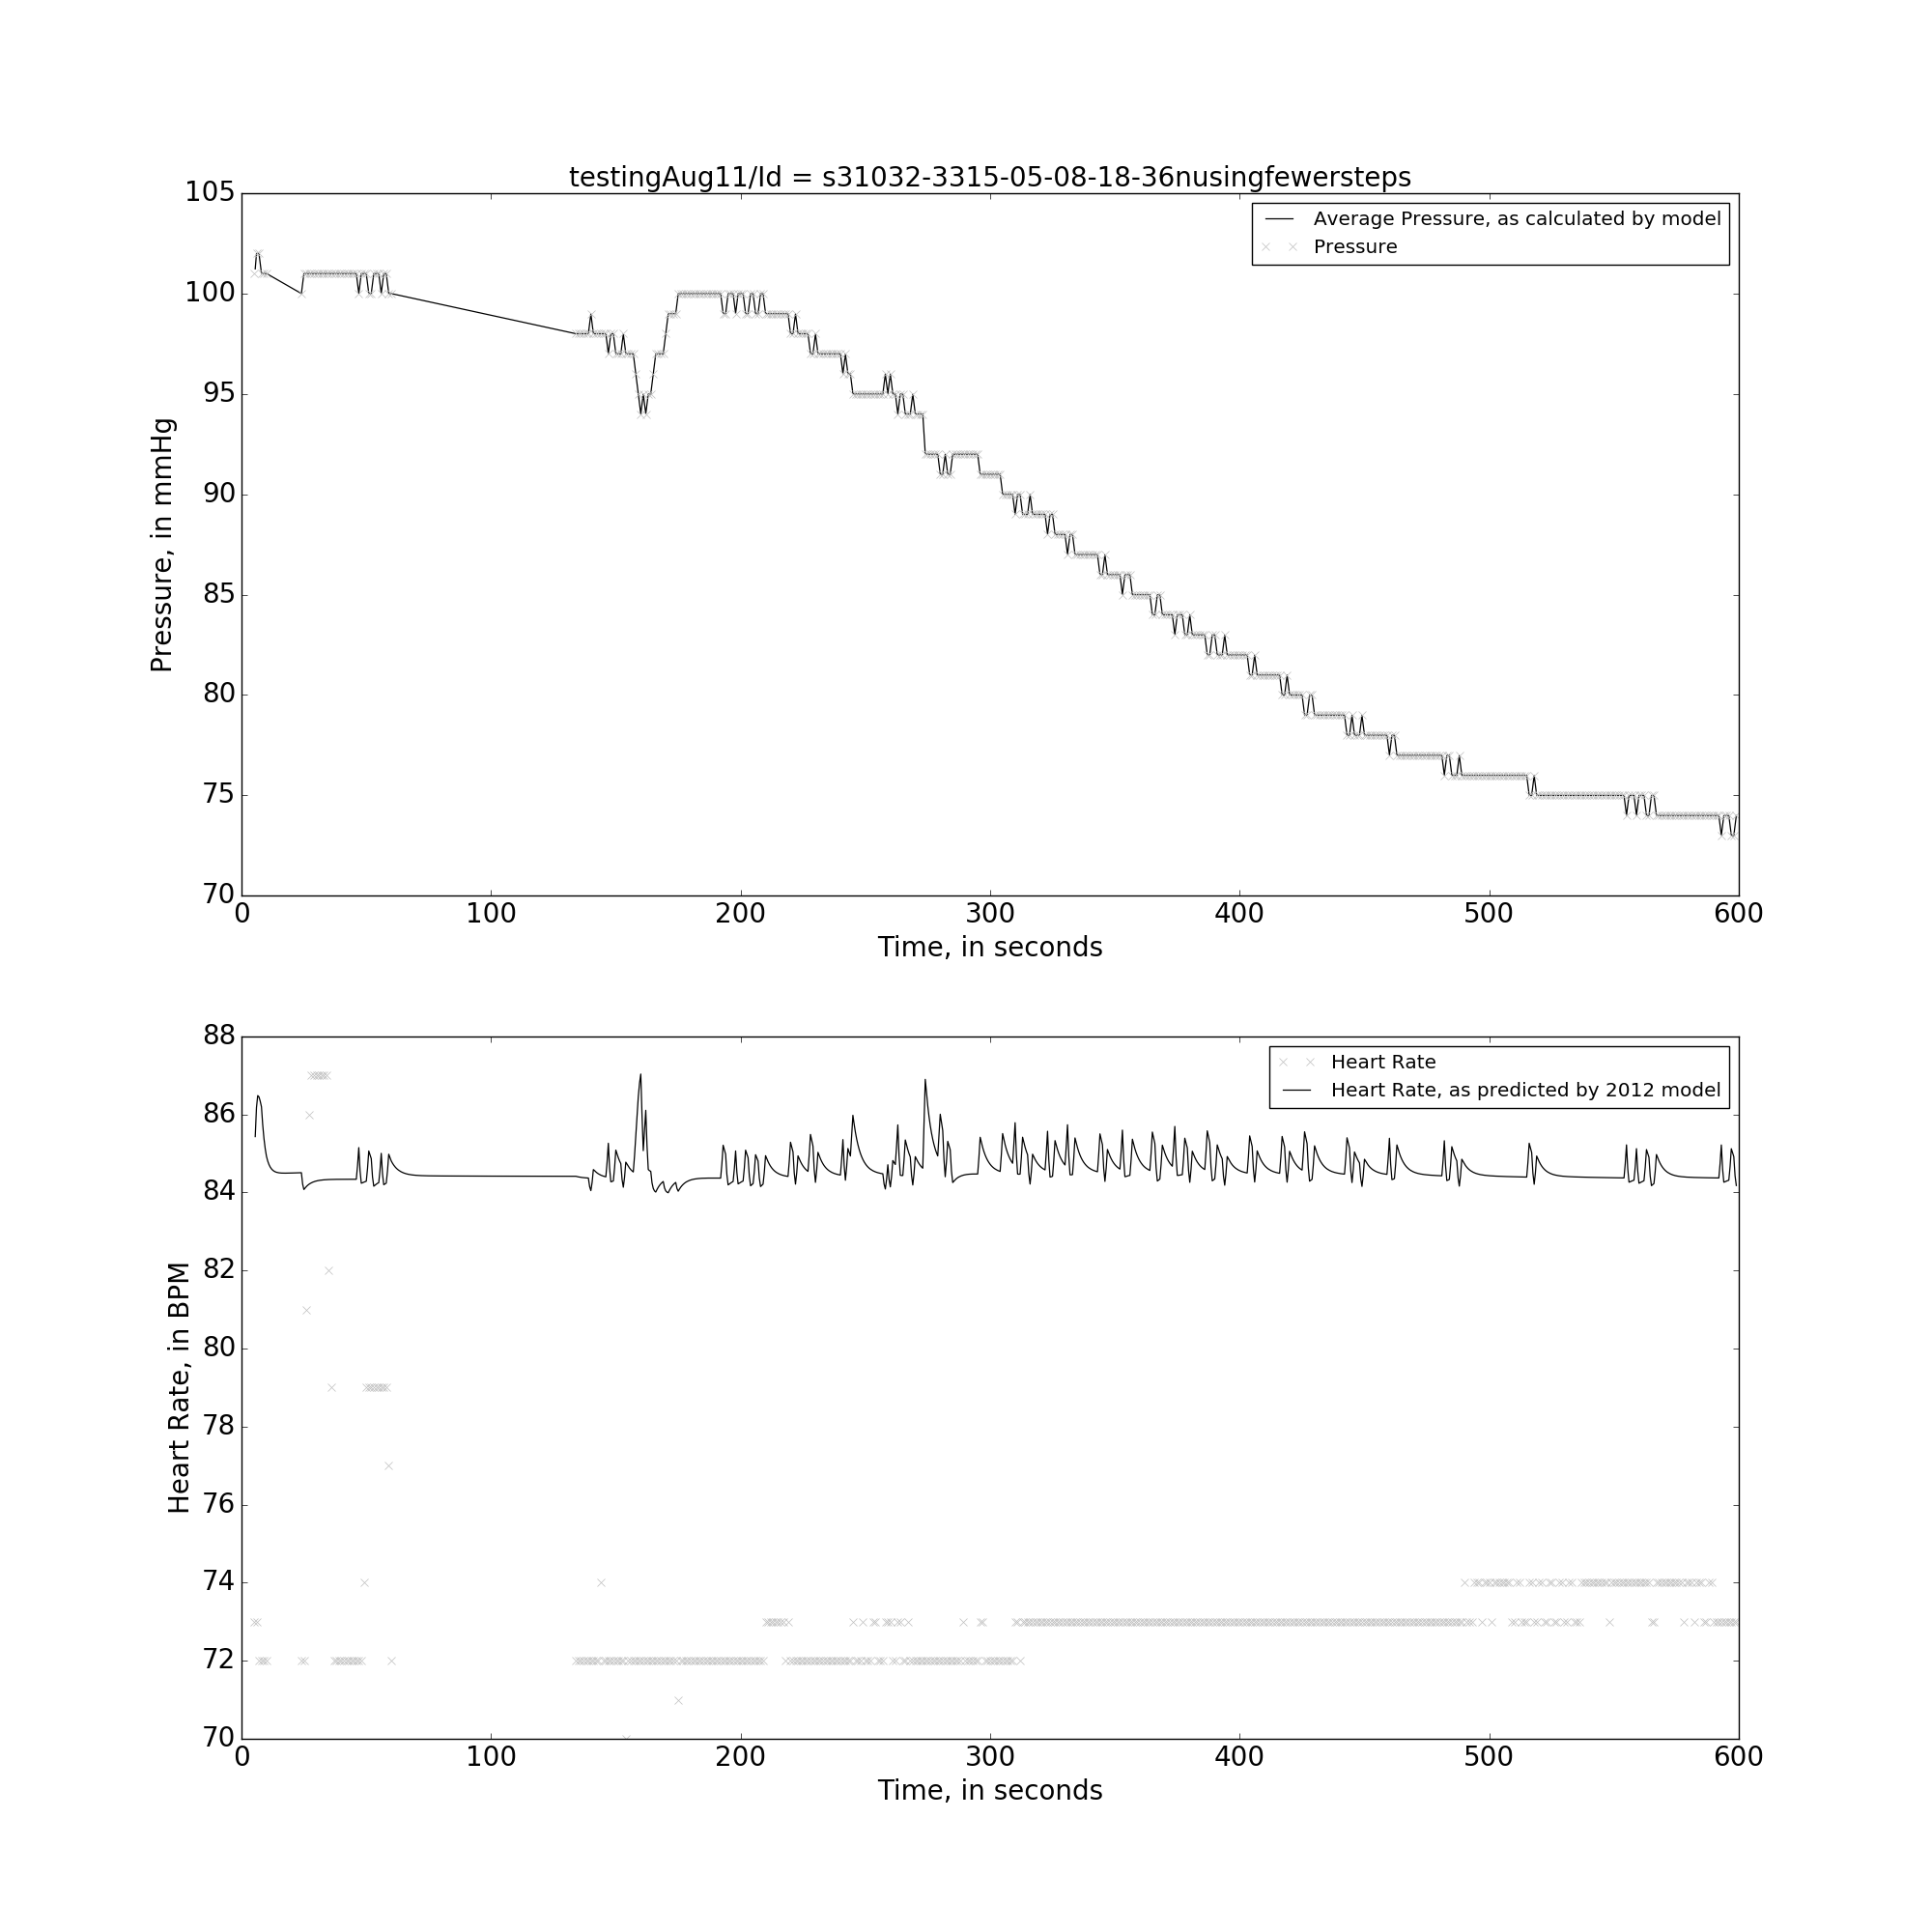 testingAug11/Id = s31032-3315-05-08-18-36nusingfewersteps
105
100
95
90
85
80
75
70
Pressure, in mmHg
Average Pressure, as calculated by model
Pressure
0 100 200 300 400 500 600
Time, in seconds
88
86
84
82
80
78
76
74
72
70
Heart Rate, in BPM
Heart Rate
Heart Rate, as predicted by 2012 model
0 100 200 300 400 500 600
Time, in seconds